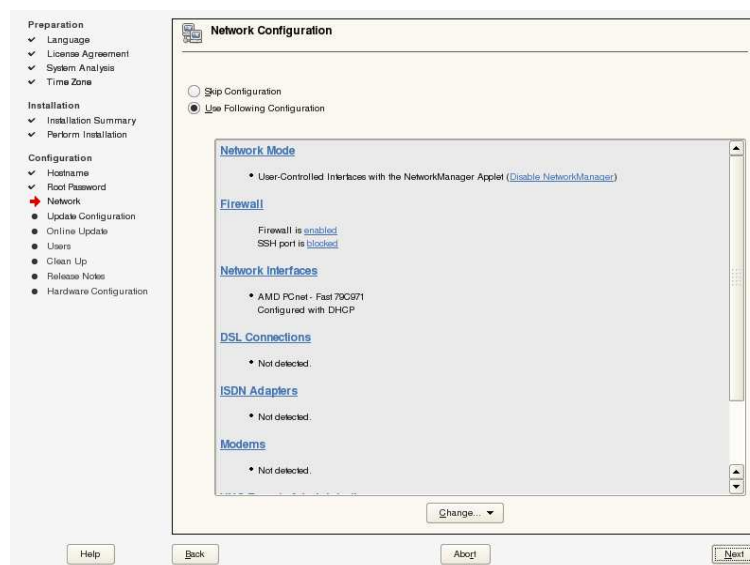 Preparation
Language
License Agreement
System Analysis
Time Zone
Installation
Installation Summary
Perform Installation
Configuration
Hostname
Root Password
Network
Update Configuration
Online Update
Users
Clean Up
Release Notes
Hardware Configuration
Network Configuration
Skip Configuration
Use Following Configuration
Network Mode
User-Controlled Interfaces with the NetworkManager Applet (Disable NetworkManager)
Firewall
Firewall is enabled
SSH port is blocked
Network Interfaces
AMD PCnet - Fast 79C971
Configured with DHCP
DSL Connections
Not detected.
ISDN Adapters
Not detected.
Modems
Not detected.
Change...
Help
Back
Abort
Next